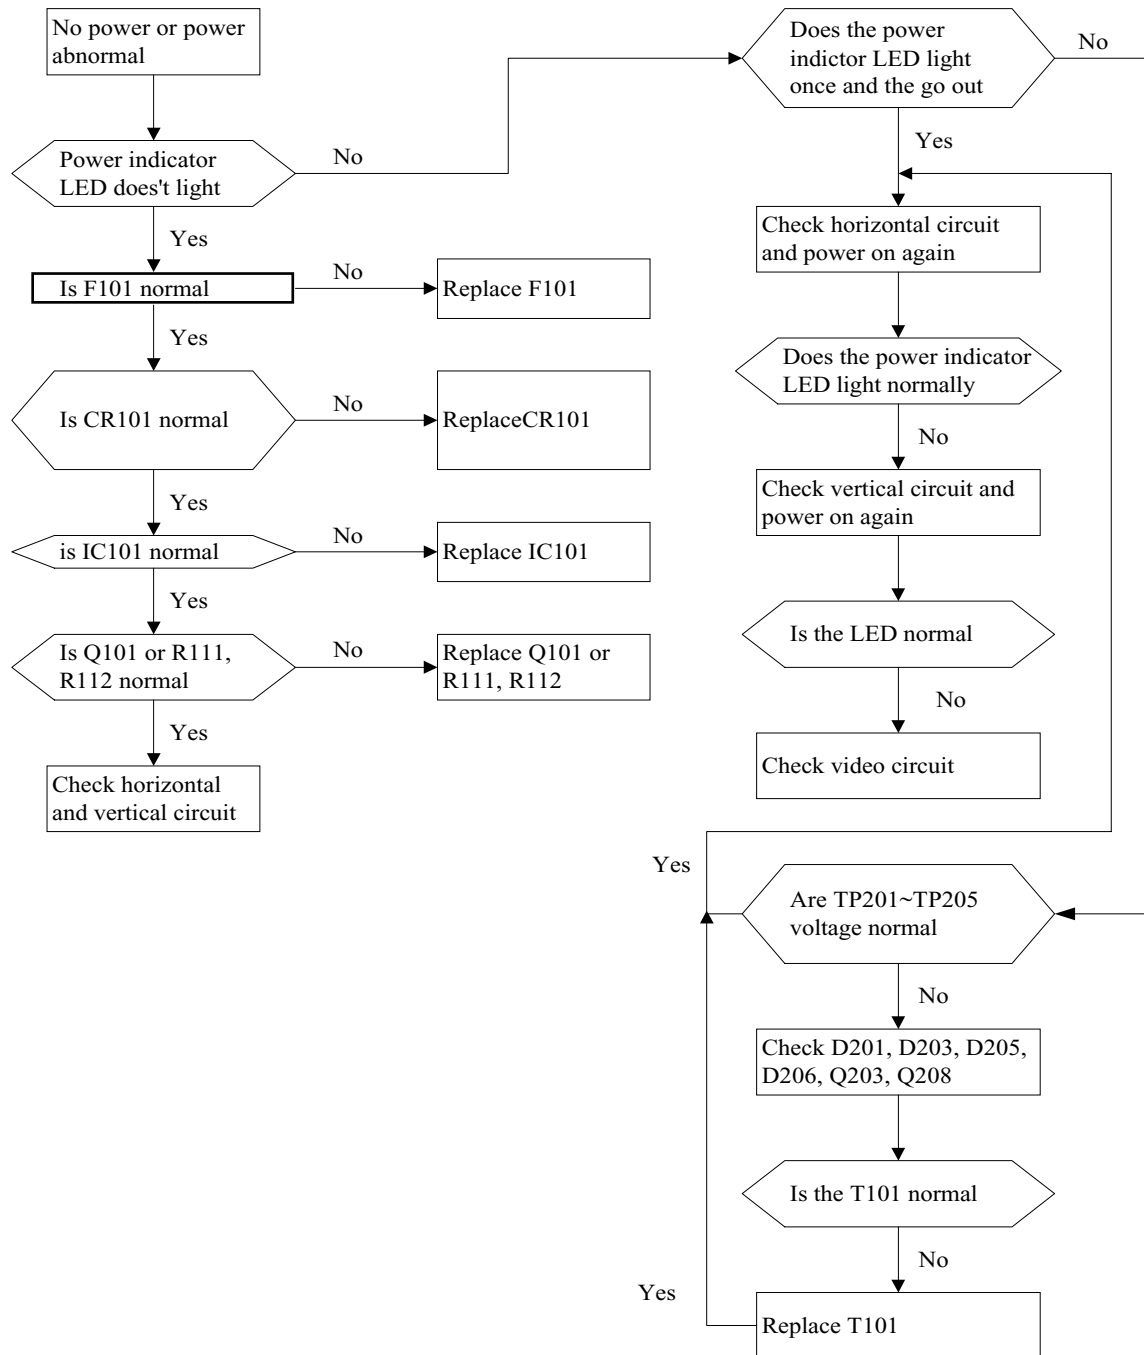 No power or power
abnormal
Power indicator
LED does't light
No
Yes
Is F101 normal
No
Replace F101
Yes
Is CR101 normal
No
ReplaceCR101
Yes
is IC101 normal
No
Replace IC101
Yes
Is Q101 or R111,
R112 normal
No
Replace Q101 or
R111, R112
Yes
Check horizontal
and vertical circuit
Does the power
indictor LED light
once and the go out
No
Yes
Check horizontal circuit
and power on again
Does the power indicator
LED light normally
No
Check vertical circuit and
power on again
Is the LED normal
No
Check video circuit
Yes
Are TP201~TP205
voltage normal
No
Check D201, D203, D205,
D206, Q203, Q208
Is the T101 normal
No
Yes
Replace T101